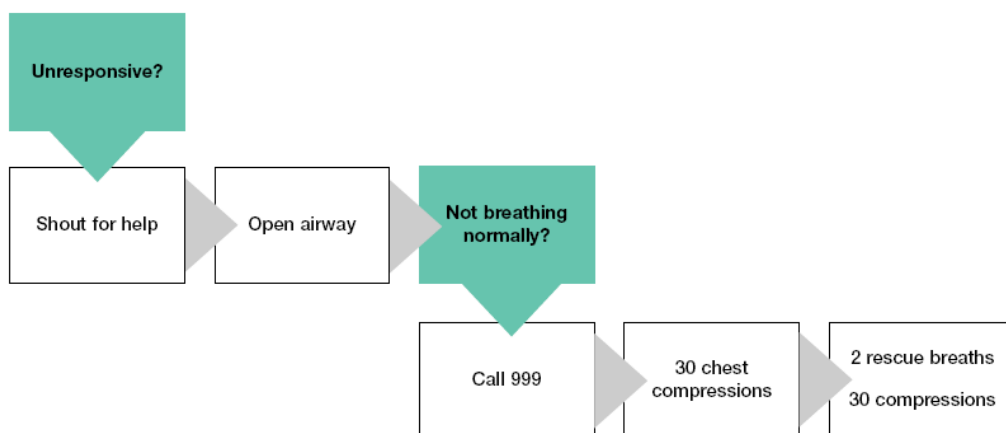 Unresponsive?
Shout for help
Open airway
Not breathing
normally?
Call 999
30 chest
compressions
2 rescue breaths
30 compressions